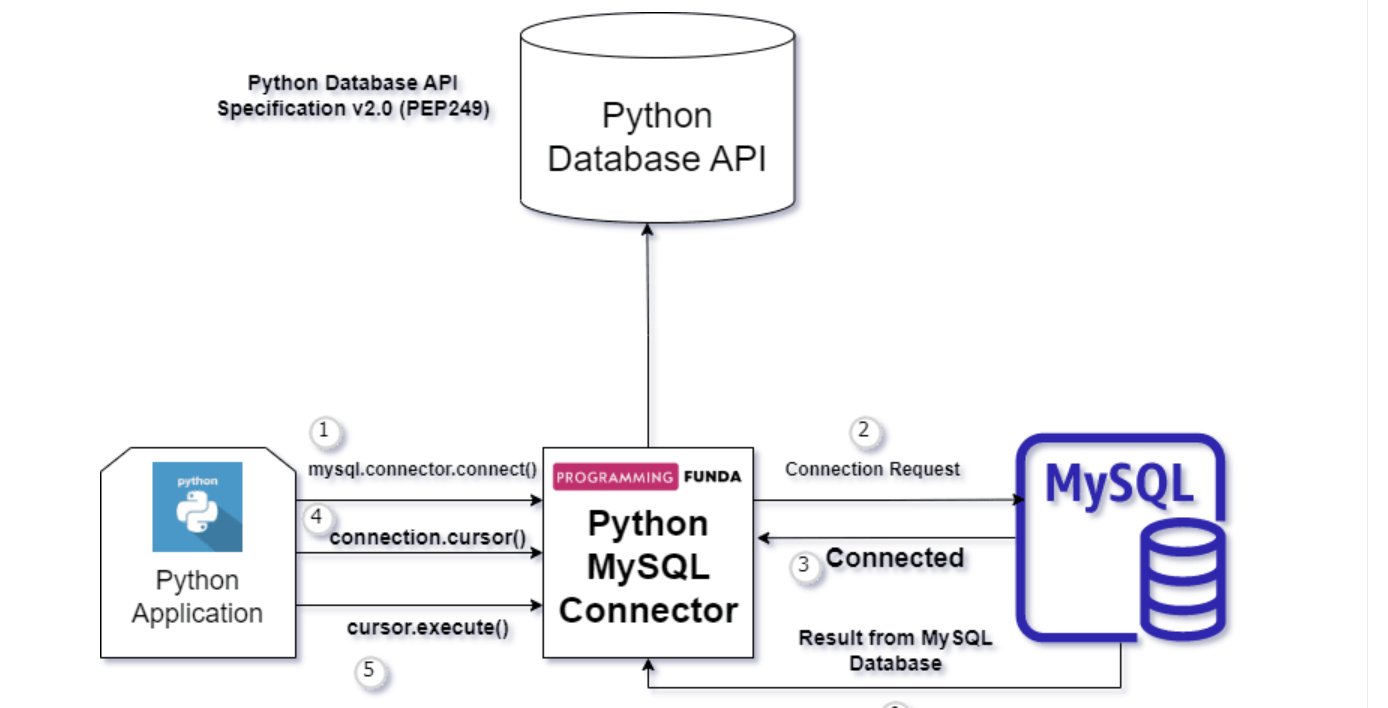 Python Database API
Specification v2.0 (PEP249)
Python
Database API
1
mysql.connector.connect()
2
Connection Request
python
Python
Application
4
connection.cursor()
cursor.execute()
5
PROGRAMMING FUNDA
Python
MySQL
Connector
3
Connected
MySQL
Result from MySQL
Database